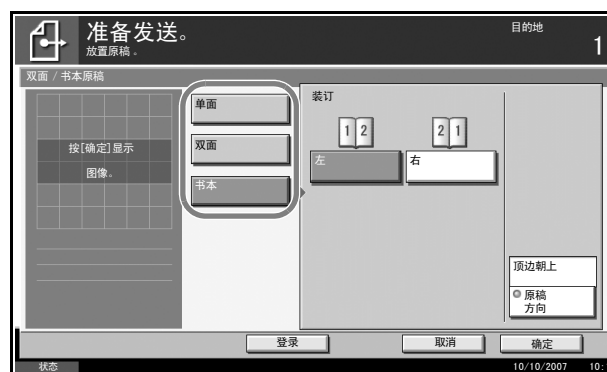 准备发送。
放置原稿。
目的地
1
双面 / 书本原稿
按[确定]显示
图像。
单面
双面
书本
装订
1 2
2 1
左
右
顶边朝上
原稿
方向
登录
取消
确定
状态
10/10/2007 10: